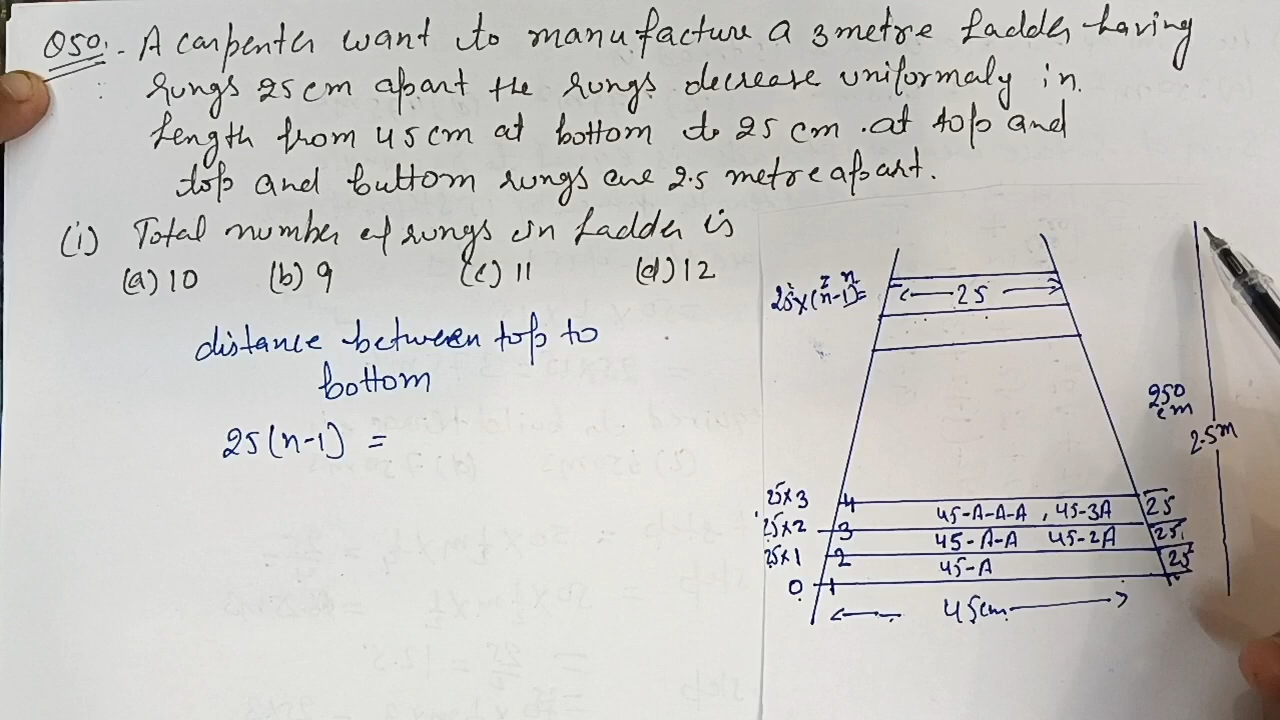 Q50. - A carpenter want to manufacture a 3 metre Ladder having
rungs 25 cm apart the rungs decrease uniformaly in
Length from 45 cm at bottom to 25 cm . at top and
top and buttom rungs are 2.5 metre apart.
(i) Total number of rungs in Ladder is
(a) 10 (b) 9 (c) 11 (d) 12
distance between top to
bottom
25(n-1) =
25×(n-1)=
n
25
250
cm
2.5m
25×3 4 45-A-A-A , 45-3A 25
25×2 3 45-A-A 45-2A 25
25×1 2 45-A 25
0 1
45cm